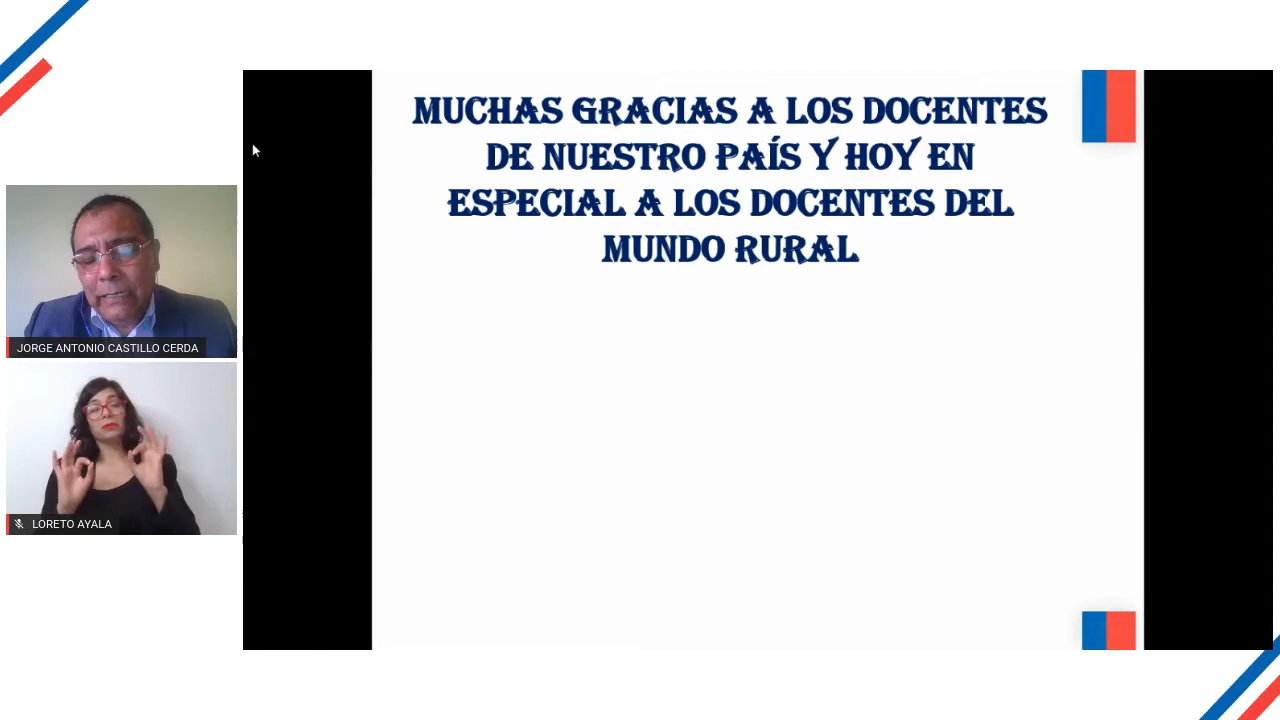 MUCHAS GRACIAS A LOS DOCENTES
DE NUESTRO PAÍS Y HOY EN
ESPECIAL A LOS DOCENTES DEL
MUNDO RURAL
JORGE ANTONIO CASTILLO CERDA
LORETO AYALA